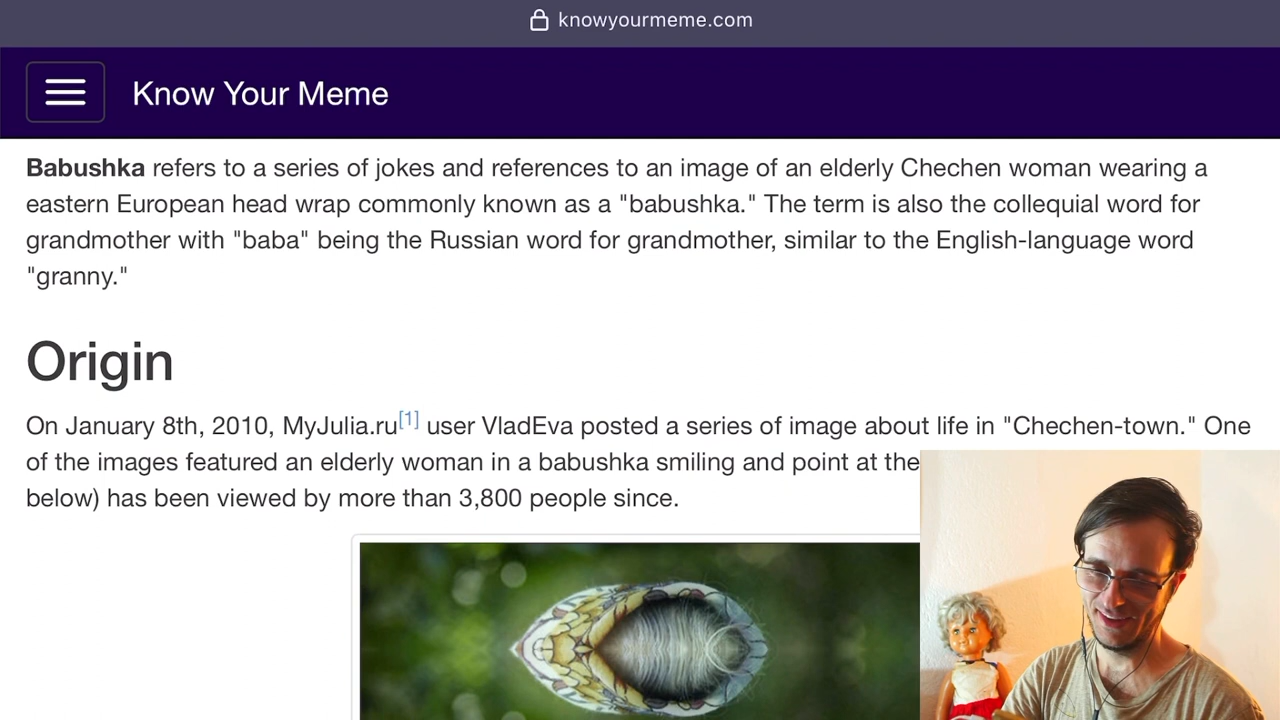 knowyourmeme.com
Know Your Meme
Babushka refers to a series of jokes and references to an image of an elderly Chechen woman wearing a
eastern European head wrap commonly known as a "babushka." The term is also the collequial word for
grandmother with "baba" being the Russian word for grandmother, similar to the English-language word
"granny."
Origin
On January 8th, 2010, MyJulia.ru[1] user VladEva posted a series of image about life in "Chechen-town." One
of the images featured an elderly woman in a babushka smiling and point at the
below) has been viewed by more than 3,800 people since.